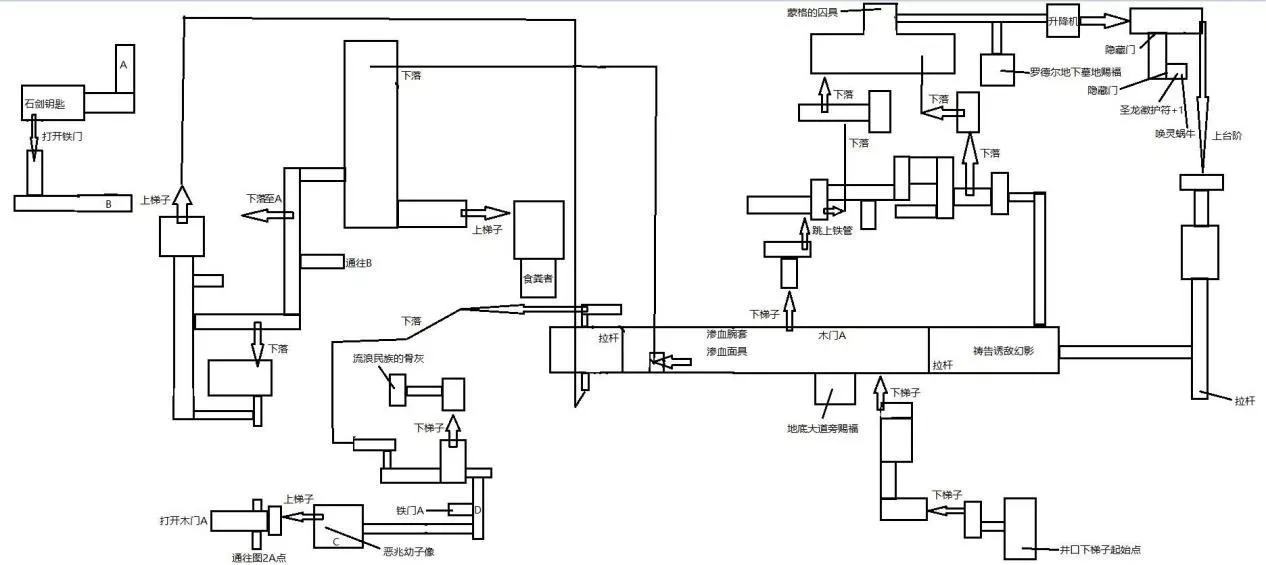 蒙格的囚具
升降机
隐藏门
A
下落
罗德尔地下墓地赐福
隐藏门
石剑钥匙
下落
下落
圣龙徽护符+1
唤灵蜗牛
打开铁门
下落
上台阶
下落
上梯子
下落至A
B
跳上铁管
上梯子
通往B
食粪者
下梯子
下落
拉杆
渗血腕套
木门A
下落
渗血面具
祷告诱敌幻影
流浪民族的骨灰
拉杆
下梯子
拉杆
下梯子
地底大道旁赐福
上梯子
铁门A
D
下梯子
打开木门A
C
恶兆幼子像
井口下梯子起始点
通往图2A点